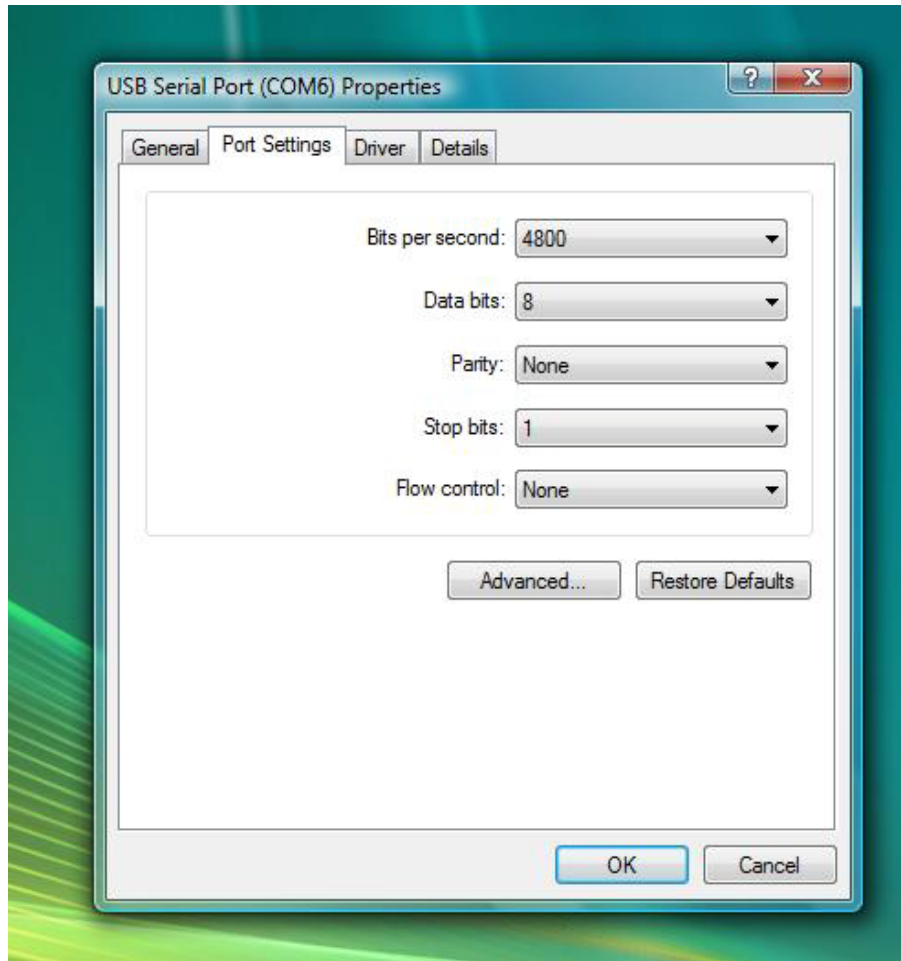 USB Serial Port (COM6) Properties
?
X
General Port Settings Driver Details
Bits per second: 4800
Data bits: 8
Parity: None
Stop bits: 1
Flow control: None
Advanced... Restore Defaults
OK Cancel